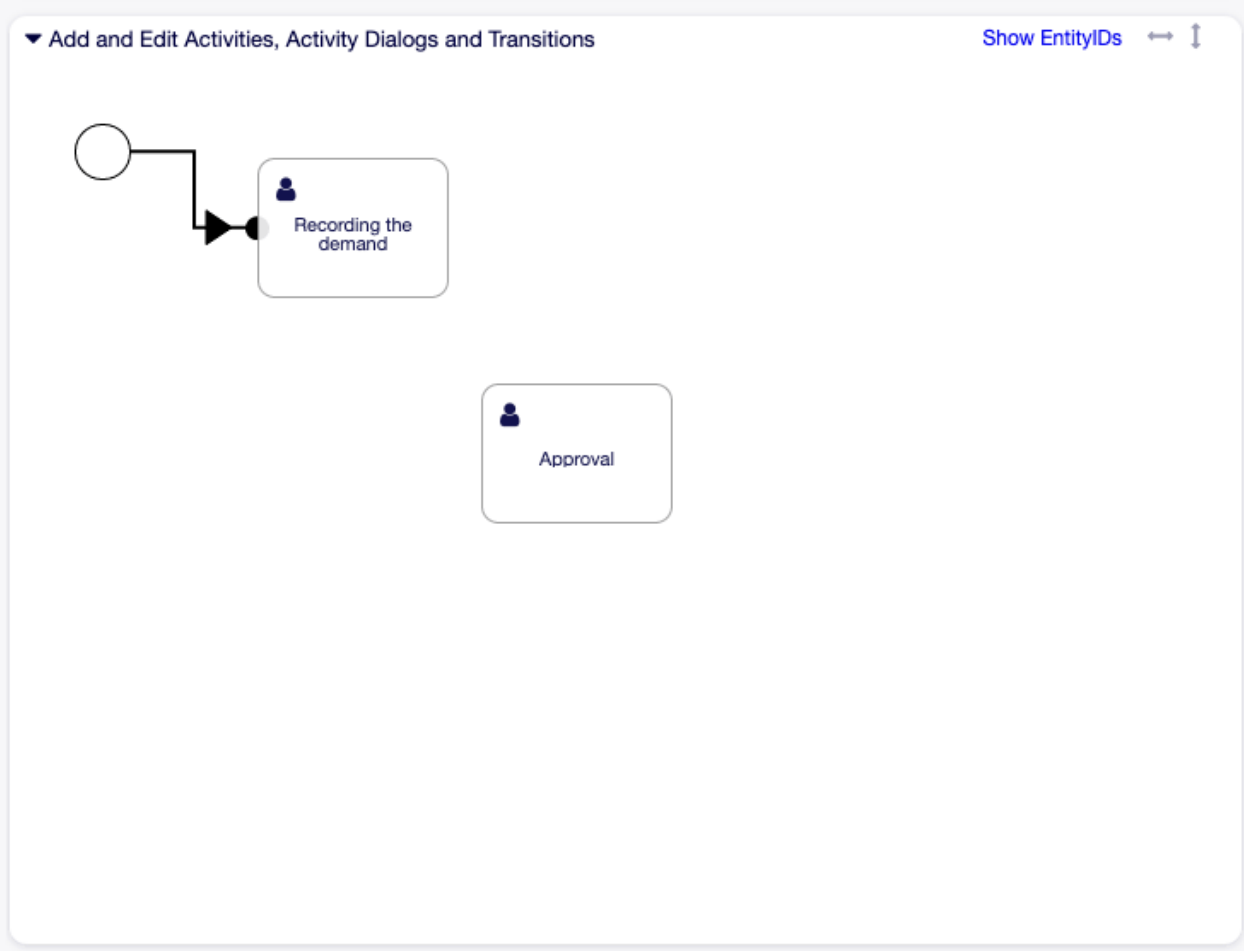 Add and Edit Activities, Activity Dialogs and Transitions
Show EntityIDs
Recording the
demand
Approval